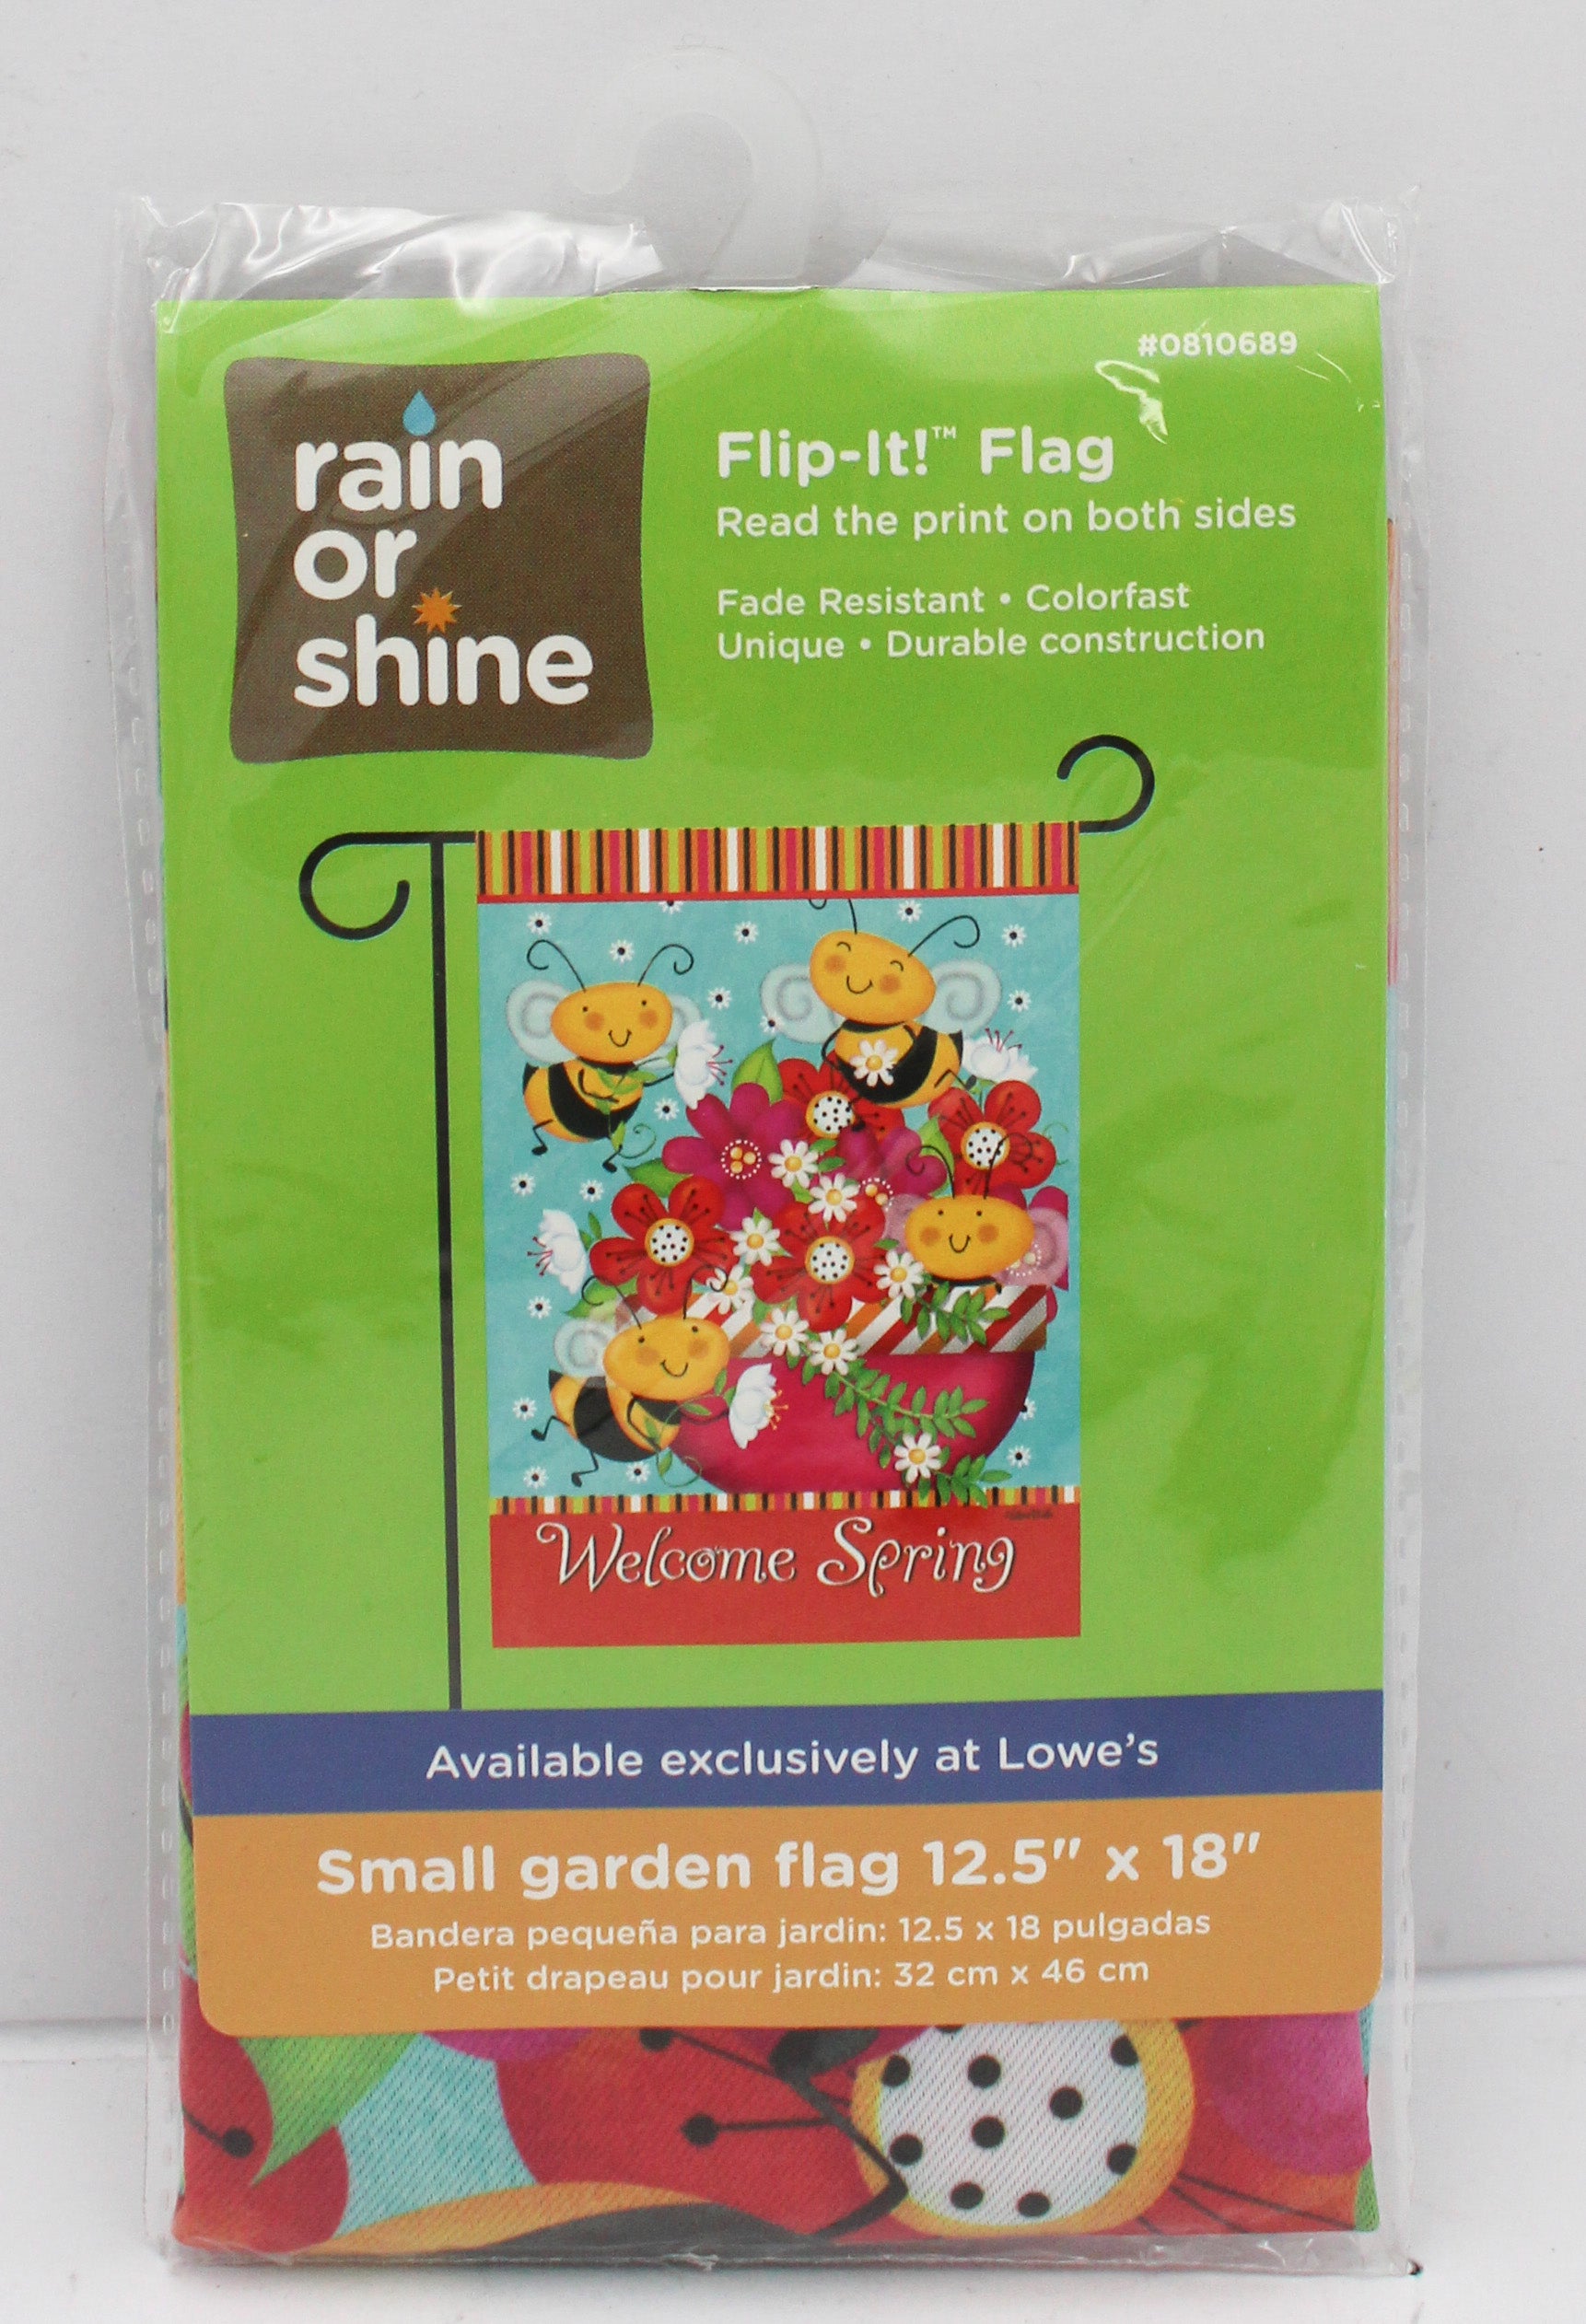 #0810689
rain
or
shine
Flip-It!™ Flag
Read the print on both sides
Fade Resistant • Colorfast
Unique • Durable construction
Welcome Spring
Available exclusively at Lowe's
Small garden flag 12.5" x 18"
Bandera pequeña para jardin: 12.5 x 18 pulgadas
Petit drapeau pour jardin: 32 cm x 46 cm